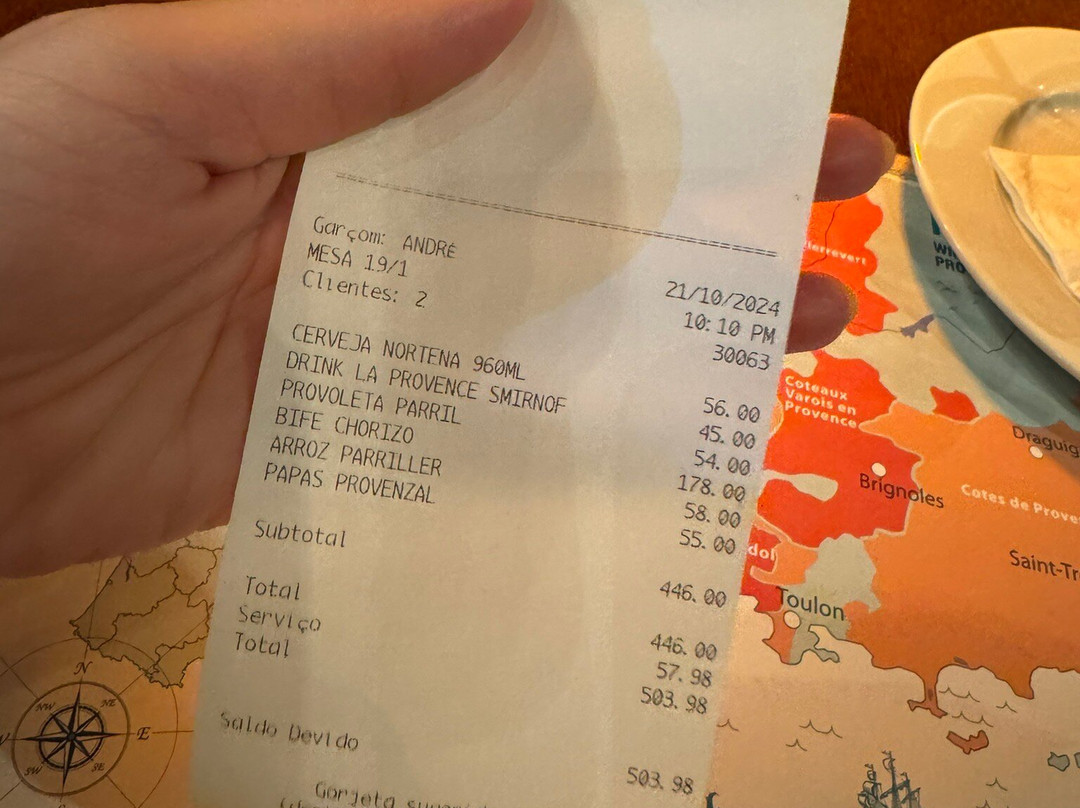 Garçom: ANDRÉ
MESA 19/1
Clientes: 2
21/10/2024
10:10 PM
30063
CERVEJA NORTENA 960ML 56.00
DRINK LA PROVENCE SMIRNOF 45.00
PROVOLETA PARRIL 54.00
BIFE CHORIZO 178.00
ARROZ PARRILLER 58.00
PAPAS PROVENZAL 55.00
Subtotal 446.00
Total 446.00
Serviço 57.98
Total 503.98
Saldo Devido 503.98
Gorjeta
Pierrevert
Coteaux
Varois en
Provence
Brignoles
Draguig
Cotes de Prove
Saint-Tr
dol
Toulon
N
NW
NE
E
SW
SE